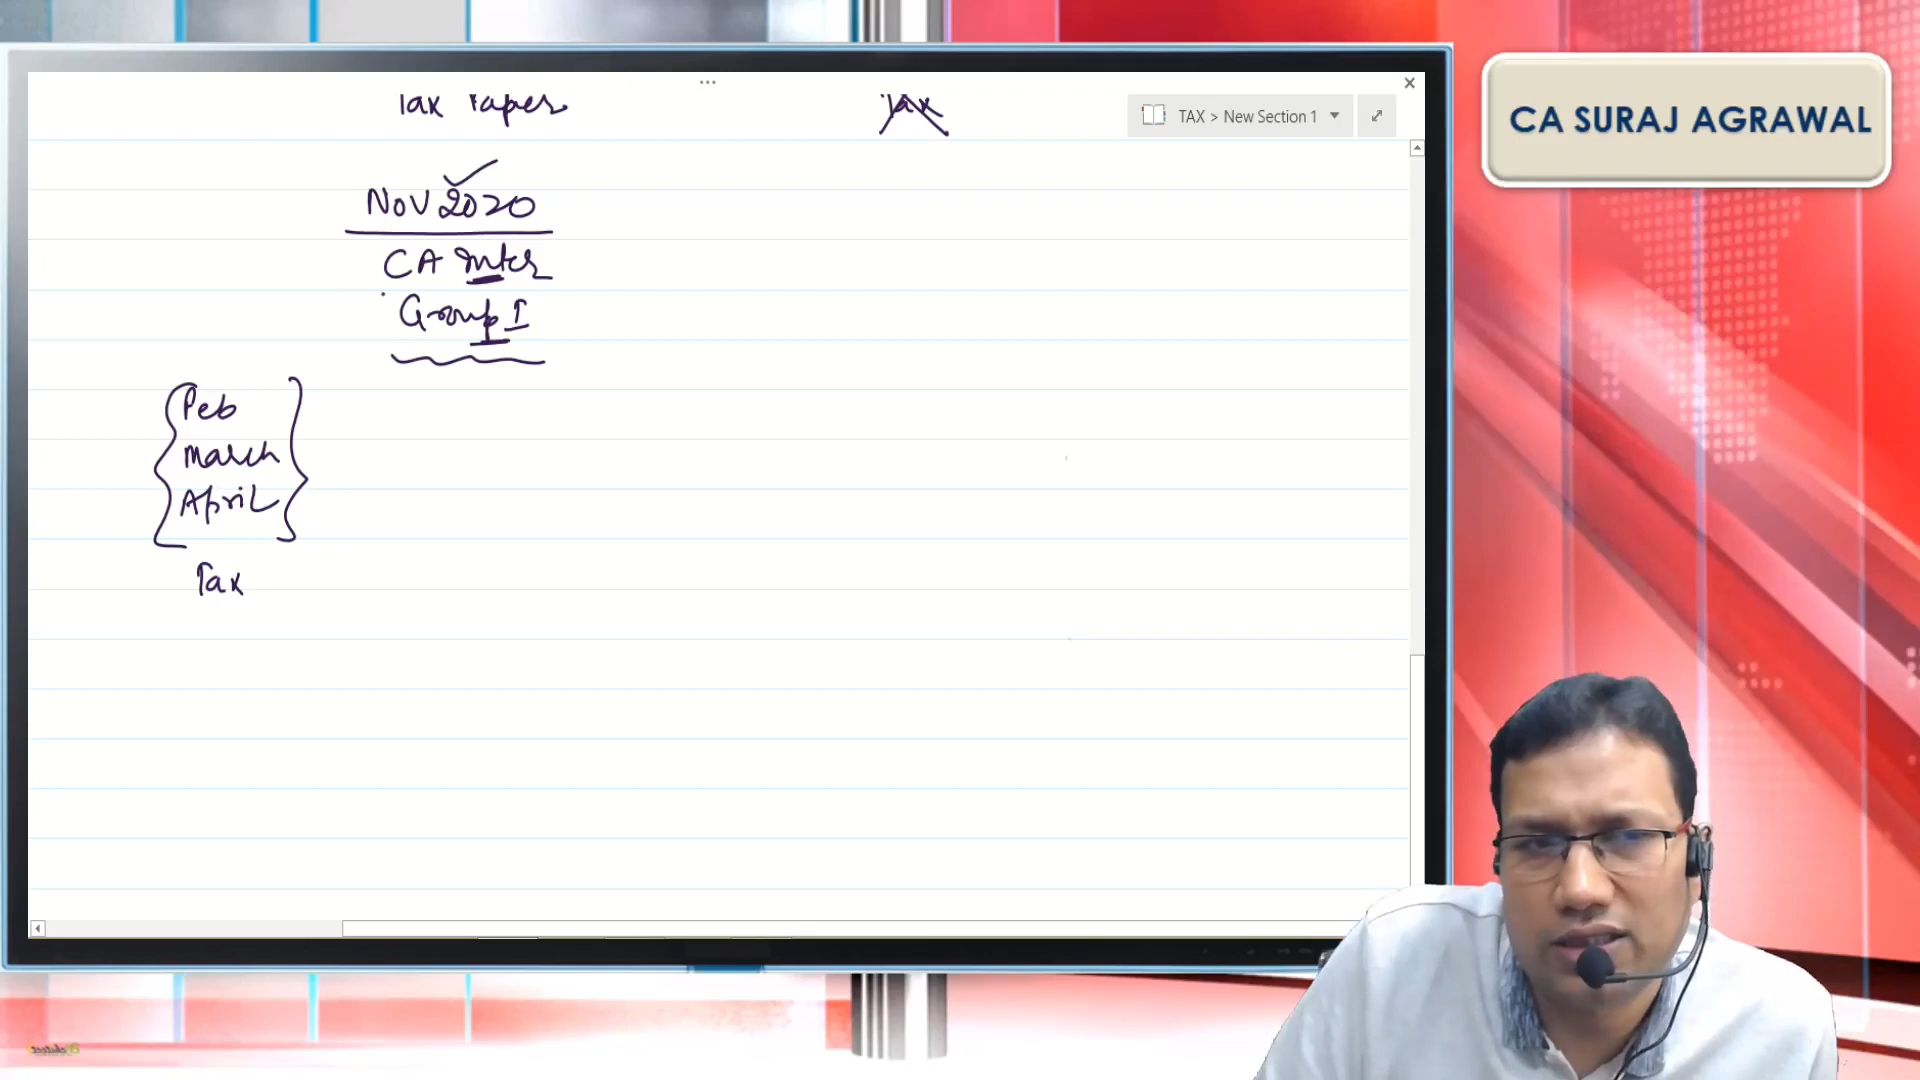 Tax Paper
Tax
TAX > New Section 1
CA SURAJ AGRAWAL
Nov 2020
CA Inter
Group I
Feb
March
April
Tax